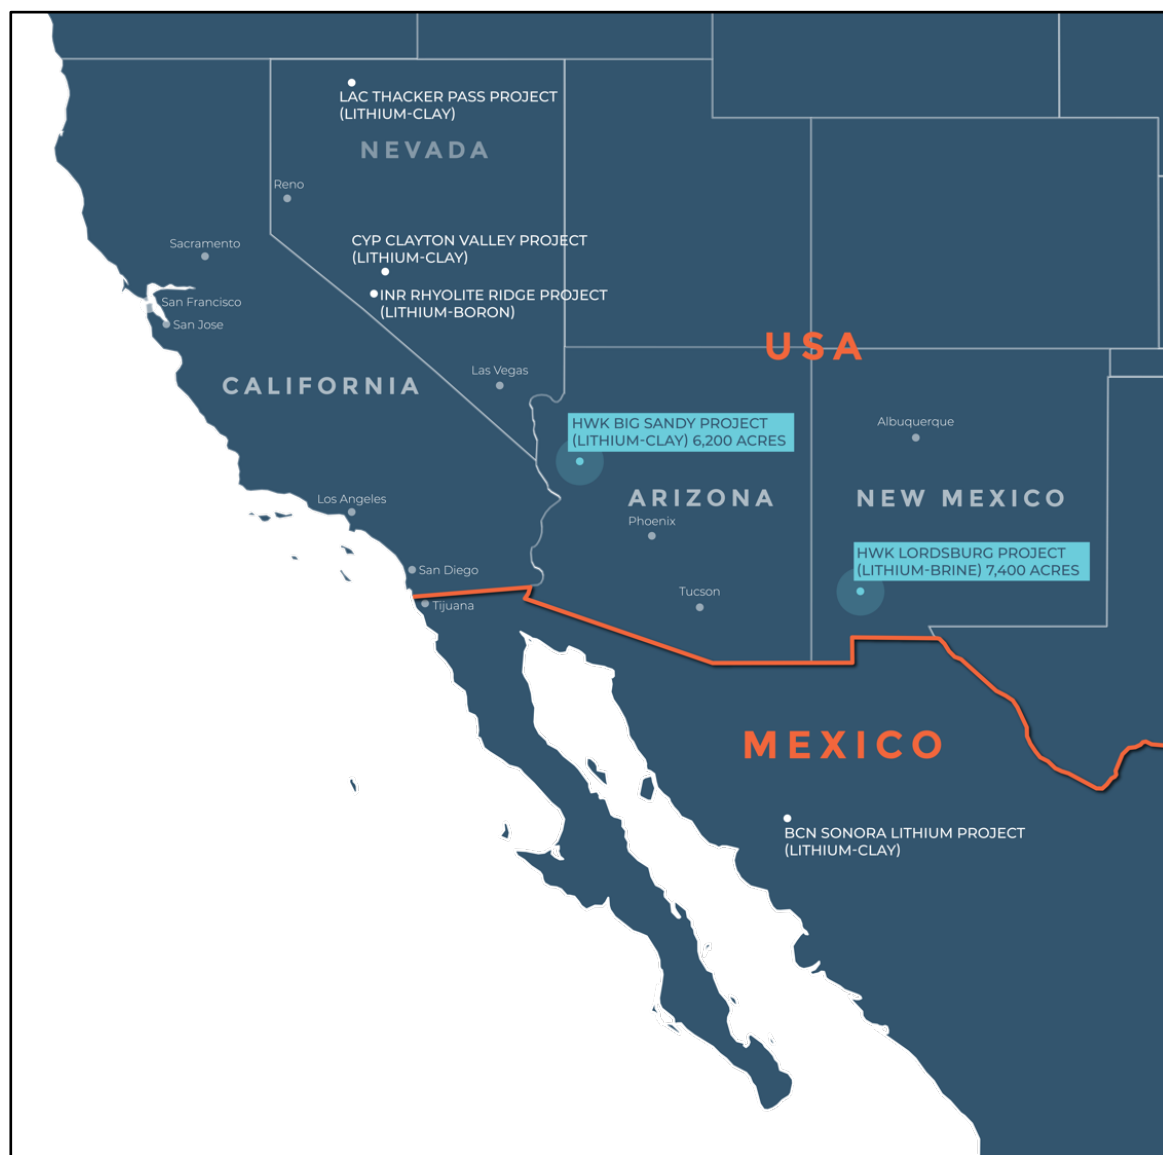 LAC THACKER PASS PROJECT
(LITHIUM-CLAY)
NEVADA
Reno
CYP CLAYTON VALLEY PROJECT
(LITHIUM-CLAY)
Sacramento
INR RHYOLITE RIDGE PROJECT
(LITHIUM-BORON)
San Francisco
San Jose
USA
Las Vegas
CALIFORNIA
HWK BIG SANDY PROJECT
(LITHIUM-CLAY) 6,200 ACRES
Albuquerque
Los Angeles
ARIZONA
NEW MEXICO
Phoenix
HWK LORDSBURG PROJECT
(LITHIUM-BRINE) 7,400 ACRES
San Diego
Tucson
Tijuana
MEXICO
BCN SONORA LITHIUM PROJECT
(LITHIUM-CLAY)